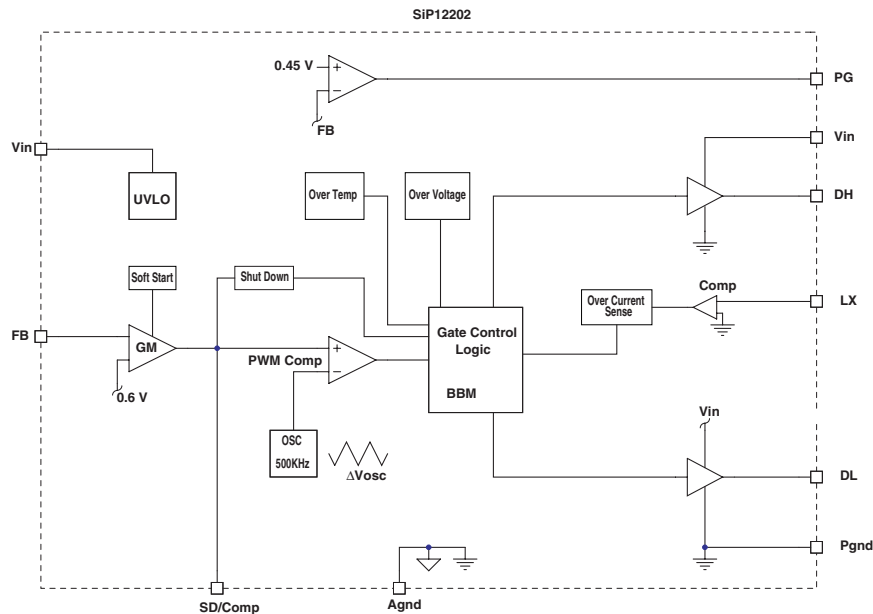 SiP12202
0.45 V
+
−
FB
PG
Vin
Vin
UVLO
Over Temp
Over Voltage
DH
Soft Start
Shut Down
Comp
Over Current
Sense
LX
FB
GM
0.6 V
PWM Comp
+
−
Gate Control
Logic
BBM
OSC
500KHz
ΔVosc
Vin
DL
Pgnd
SD/Comp
Agnd